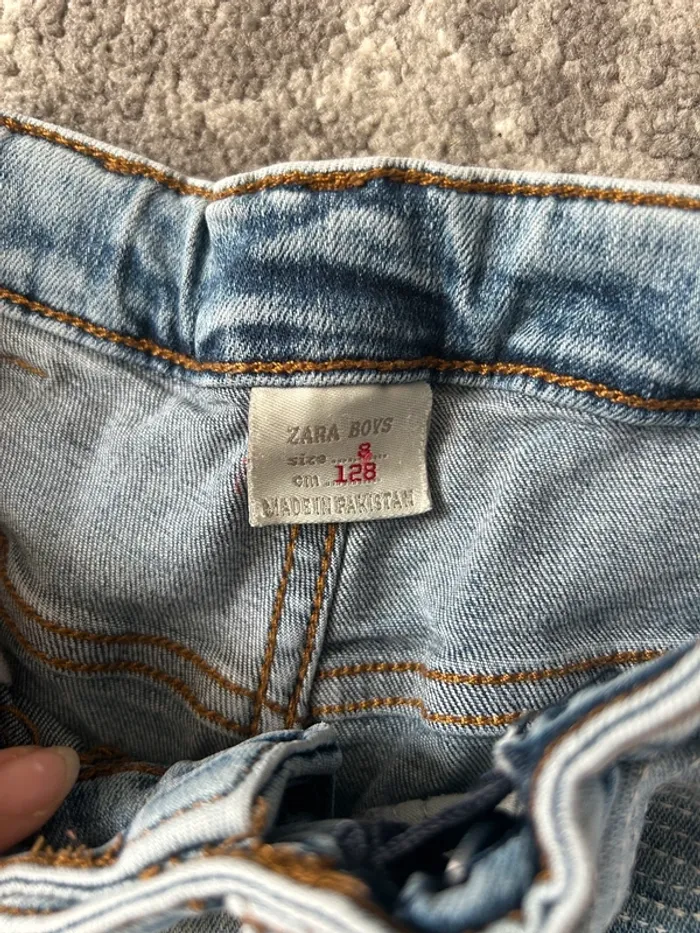 ZARA BOYS
size ........ 8 ....
cm ..... 128 ..
MADE IN PAKISTAN